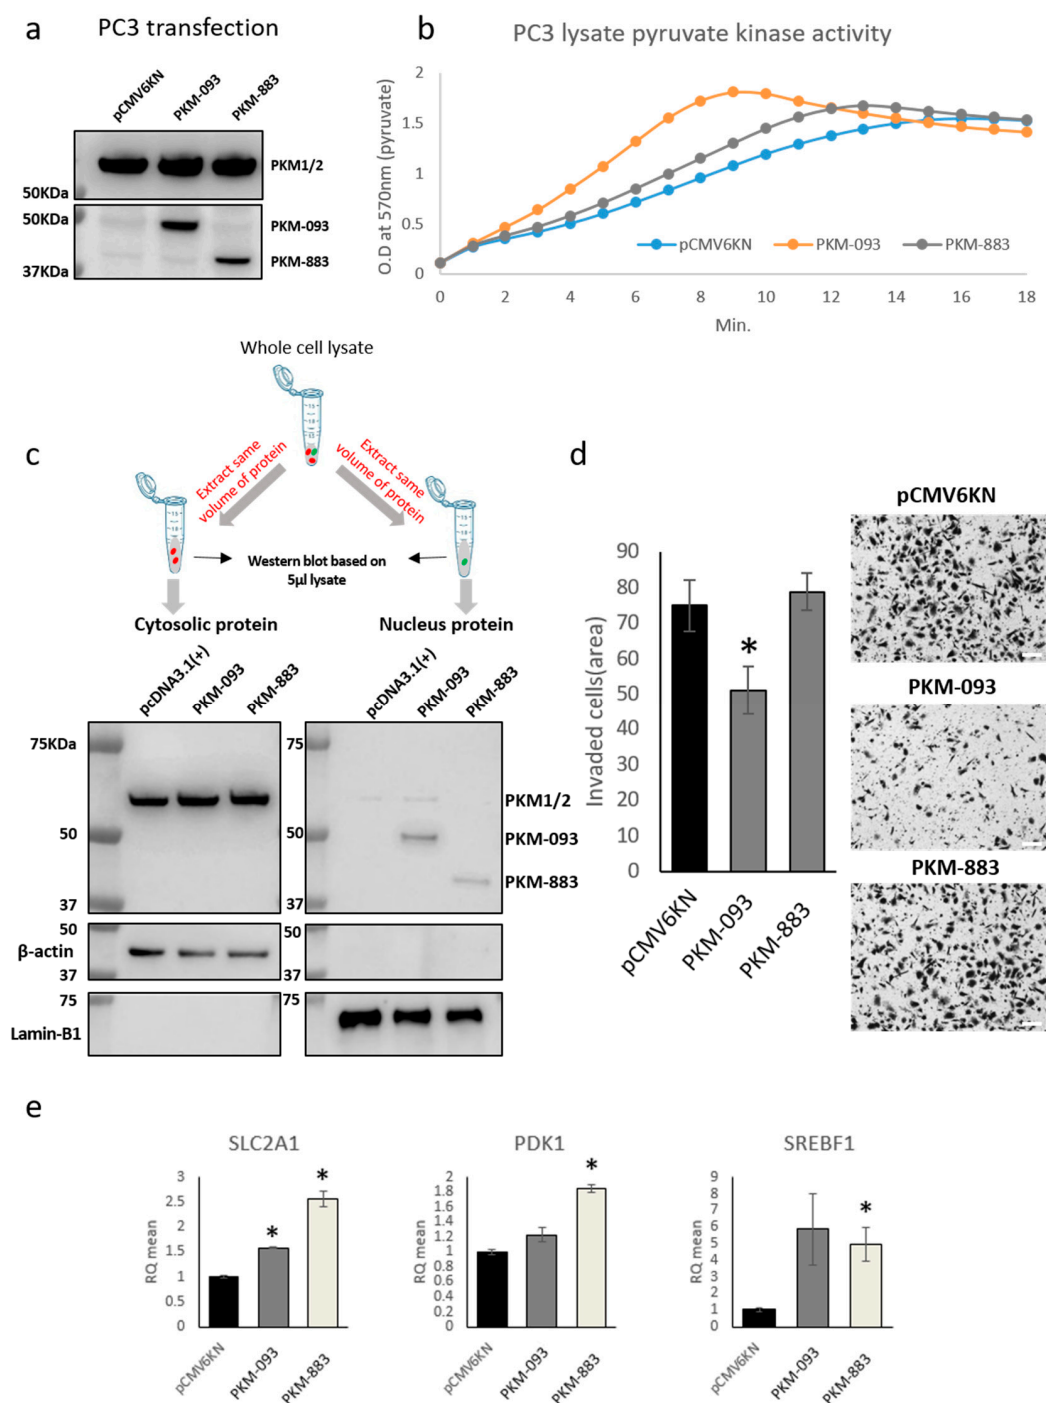 a
PC3 transfection
pCMV6KN
PKM-093
PKM-883
PKM1/2
50KDa
50KDa
PKM-093
PKM-883
37KDa
b
PC3 lysate pyruvate kinase activity
O.D at 570nm (pyruvate)
2
1.5
1
0.5
0
pCMV6KN
PKM-093
PKM-883
0 2 4 6 8 10 12 14 16 18
Min.
c
Whole cell lysate
Extract same
volume of protein
Extract same
volume of protein
Western blot based on
5µl lysate
Cytosolic protein
Nucleus protein
pcDNA3.1(+)
PKM-093
PKM-883
pcDNA3.1(+)
PKM-093
PKM-883
75KDa
75
PKM1/2
50
50
PKM-093
PKM-883
37
37
50
50
β-actin
37
37
75
75
Lamin-B1
d
Invaded cells(area)
90
80
70
60
50
40
30
20
10
0
*
pCMV6KN
PKM-093
PKM-883
pCMV6KN
PKM-093
PKM-883
e
SLC2A1
RQ mean
3
2.5
2
1.5
1
0.5
0
*
*
pCMV6KN
PKM-093
PKM-883
PDK1
RQ mean
2
1.8
1.6
1.4
1.2
1
0.8
0.6
0.4
0.2
0
*
pCMV6KN
PKM-093
PKM-883
SREBF1
RQ mean
9
8
7
6
5
4
3
2
1
0
*
pCMV6KN
PKM-093
PKM-883